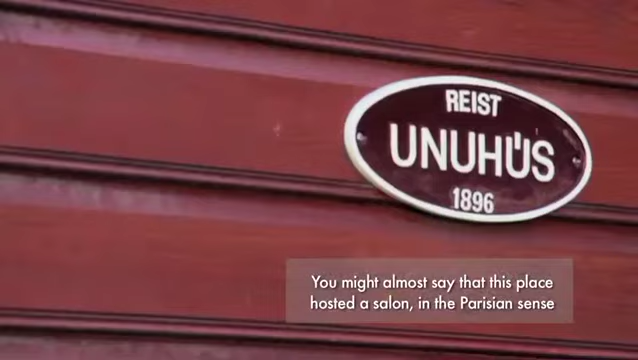 REIST
UNUHÚS
1896
You might almost say that this place
hosted a salon, in the Parisian sense